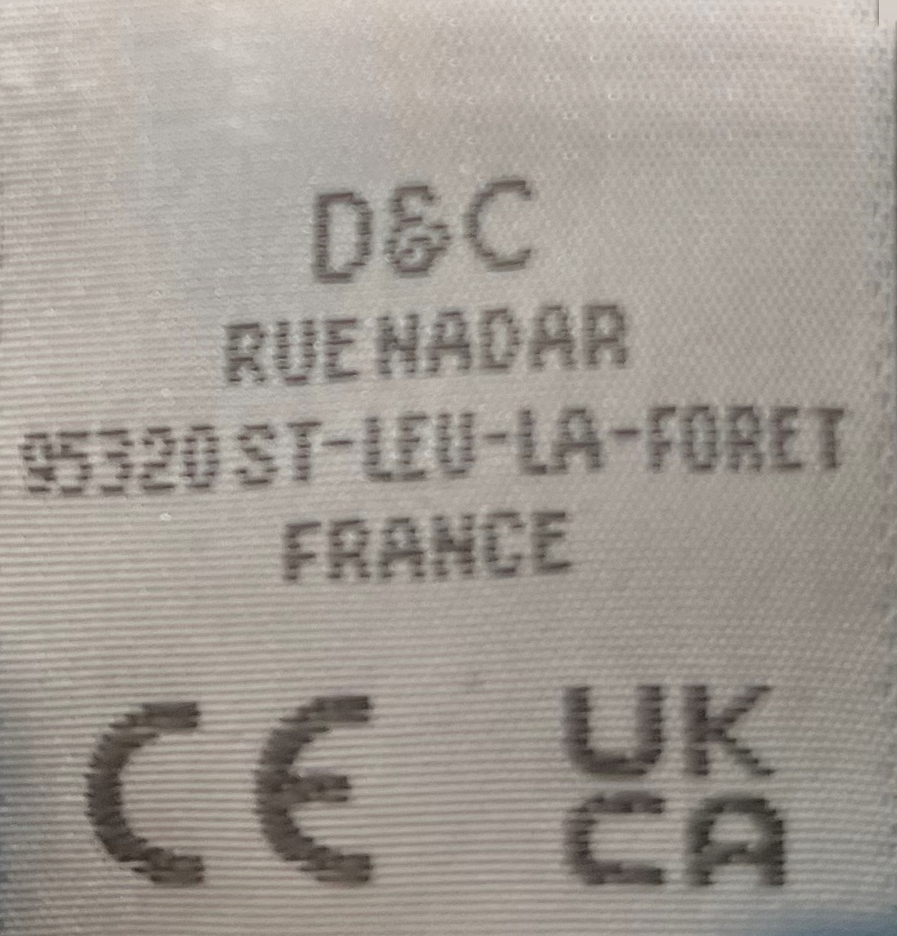 D&C
RUE NADAR
95320 ST-LEU-LA-FORET
FRANCE
CE
UK
CA